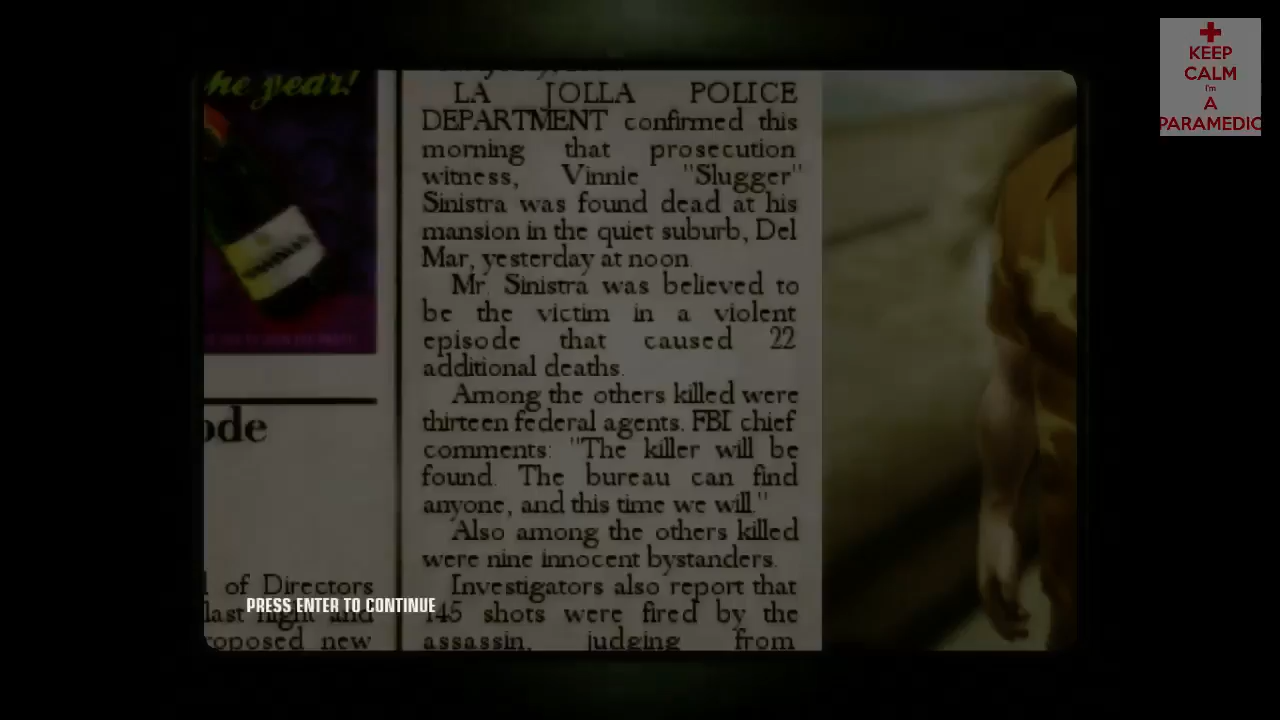 he year!
LA JOLLA POLICE
DEPARTMENT confirmed this
morning that prosecution
witness, Vinnie "Slugger"
Sinistra was found dead at his
mansion in the quiet suburb, Del
Mar, yesterday at noon.
Mr. Sinistra was believed to
be the victim in a violent
episode that caused 22
additional deaths.
Among the others killed were
thirteen federal agents. FBI chief
comments: "The killer will be
found. The bureau can find
anyone, and this time we will."
Also among the others killed
were nine innocent bystanders.
Investigators also report that
145 shots were fired by the
assassin, judging from
ode
l of Directors
last night and
roposed new
PRESS ENTER TO CONTINUE
KEEP
CALM
I'm
A
PARAMEDIC